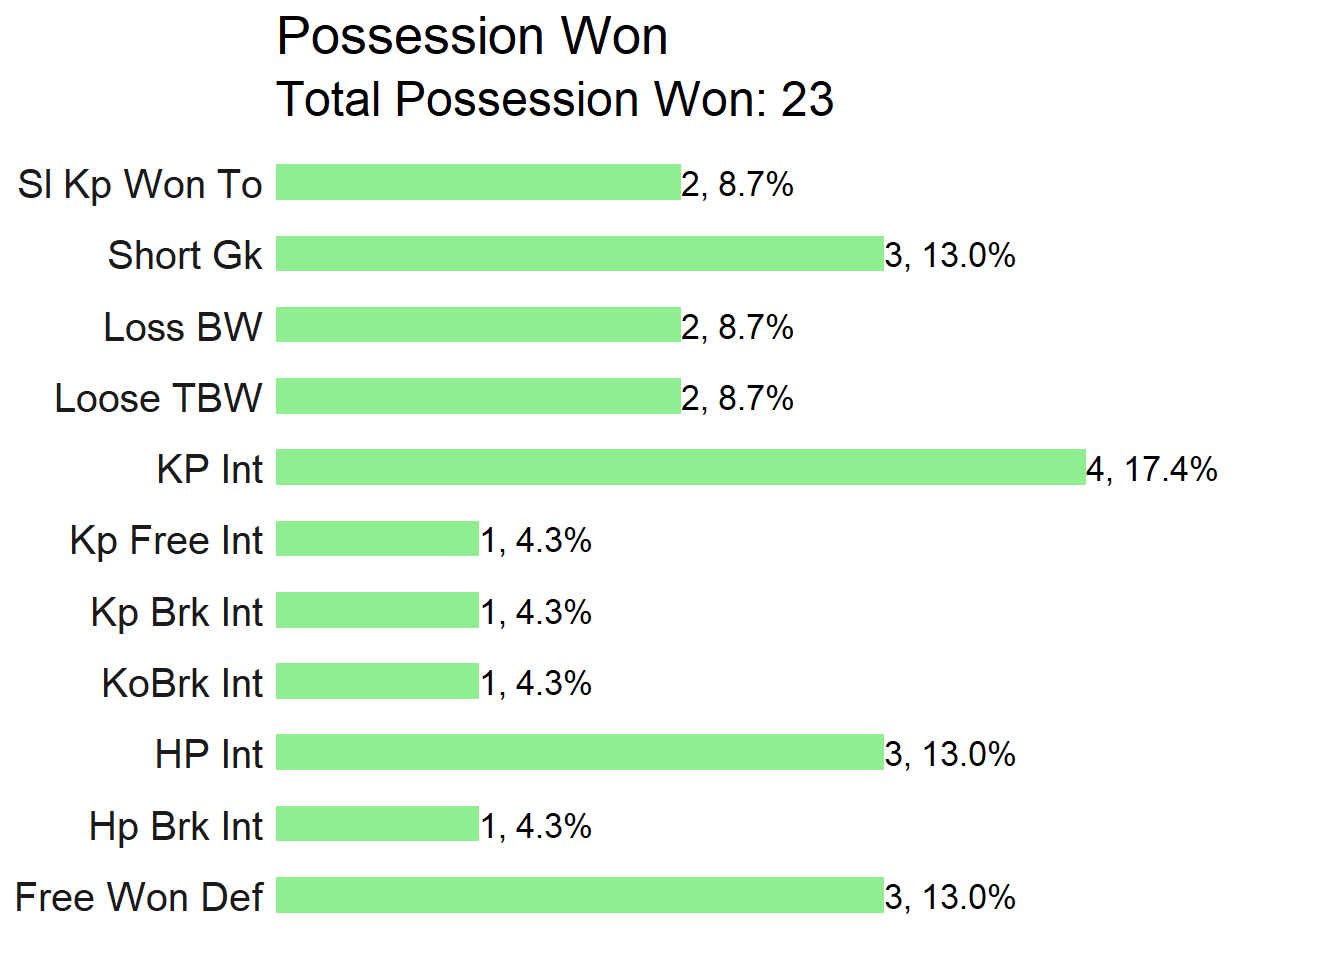 Possession Won
Total Possession Won: 23
Sl Kp Won To 2, 8.7%
Short Gk 3, 13.0%
Loss BW 2, 8.7%
Loose TBW 2, 8.7%
KP Int 4, 17.4%
Kp Free Int 1, 4.3%
Kp Brk Int 1, 4.3%
KoBrk Int 1, 4.3%
HP Int 3, 13.0%
Hp Brk Int 1, 4.3%
Free Won Def 3, 13.0%